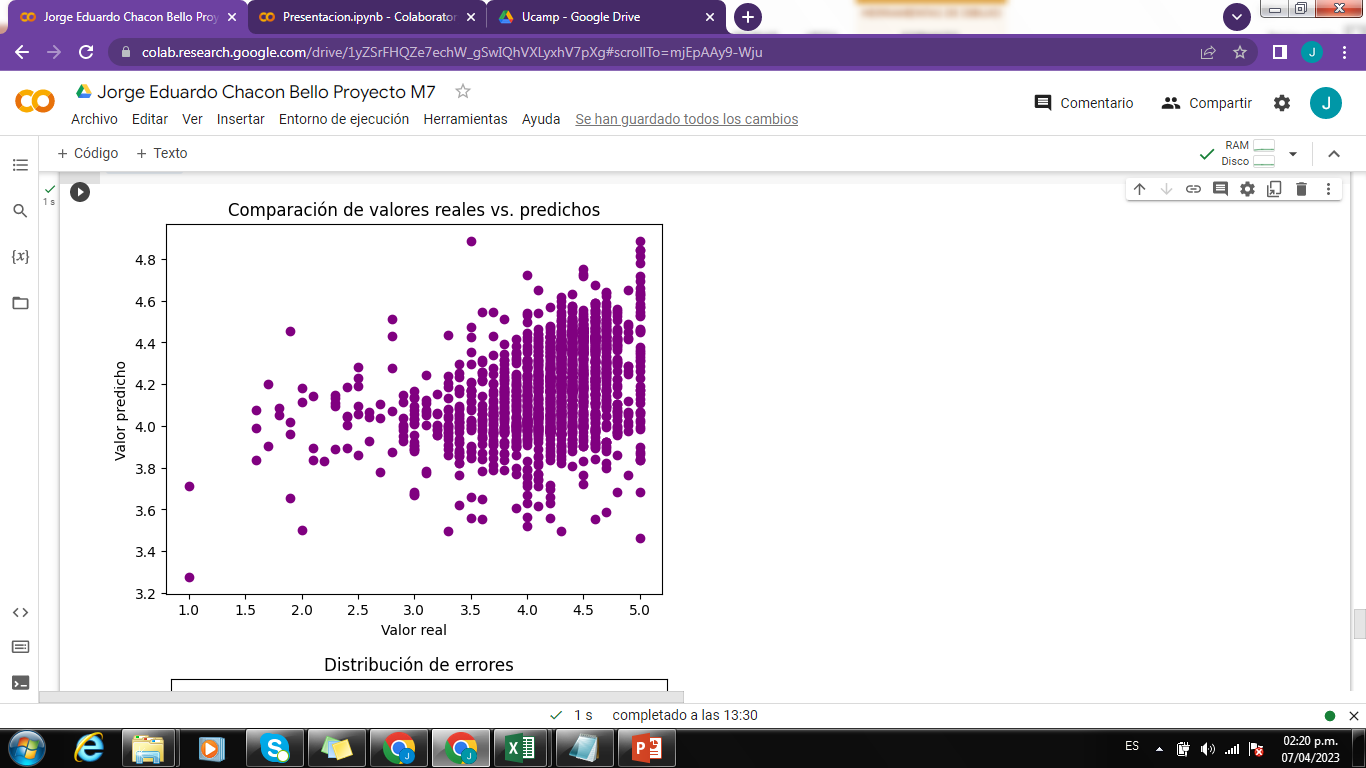 Jorge Eduardo Chacon Bello Proy
Presentacion.ipynb - Colaborator
Ucamp - Google Drive
colab.research.google.com/drive/1yZSrFHQZe7echW_gSwIQhVXLyxhV7pXg#scrollTo=mjEpAAy9-Wju
J
Jorge Eduardo Chacon Bello Proyecto M7
Comentario
Compartir
J
Archivo Editar Ver Insertar Entorno de ejecución Herramientas Ayuda Se han guardado todos los cambios
+ Código + Texto
RAM
Disco
1 s
{x}
Comparación de valores reales vs. predichos
4.8
4.6
4.4
4.2
4.0
3.8
3.6
3.4
3.2
Valor predicho
1.0 1.5 2.0 2.5 3.0 3.5 4.0 4.5 5.0
Valor real
Distribución de errores
1 s completado a las 13:30
ES
02:20 p.m.
07/04/2023